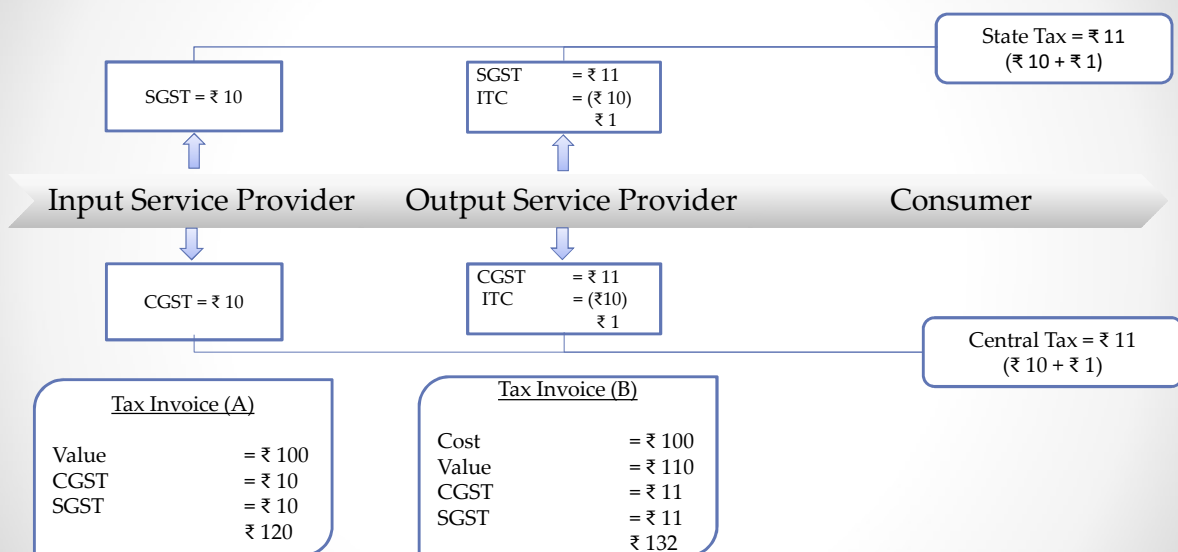 State Tax = ₹ 11
(₹ 10 + ₹ 1)
SGST = ₹ 10
SGST = ₹ 11
ITC = (₹ 10)
₹ 1
Input Service Provider Output Service Provider Consumer
CGST = ₹ 10
CGST = ₹ 11
ITC = (₹10)
₹ 1
Central Tax = ₹ 11
(₹ 10 + ₹ 1)
Tax Invoice (A)
Value = ₹ 100
CGST = ₹ 10
SGST = ₹ 10
₹ 120
Tax Invoice (B)
Cost = ₹ 100
Value = ₹ 110
CGST = ₹ 11
SGST = ₹ 11
₹ 132